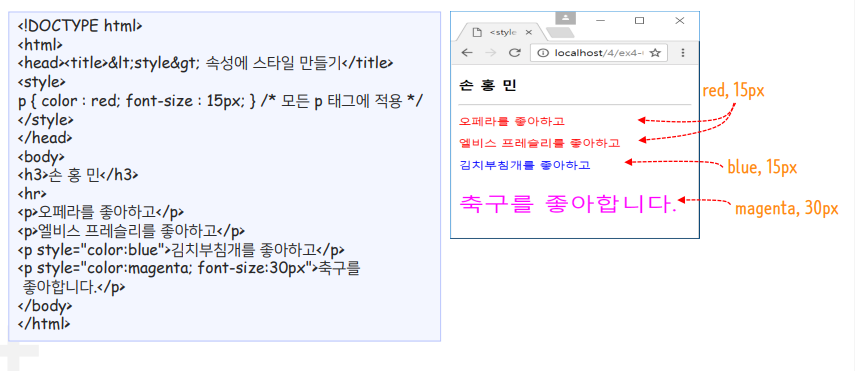 <!DOCTYPE html>
<html>
<head><title>&lt;style&gt; 속성에 스타일 만들기</title>
<style>
p { color : red; font-size : 15px; } /* 모든 p 태그에 적용 */
</style>
</head>
<body>
<h3>손 홍 민</h3>
<hr>
<p>오페라를 좋아하고</p>
<p>엘비스 프레슬리를 좋아하고</p>
<p style="color:blue">김치부침개를 좋아하고</p>
<p style="color:magenta; font-size:30px">축구를
좋아합니다.</p>
</body>
</html>
<style
localhost/4/ex4-
손 홍 민
오페라를 좋아하고
엘비스 프레슬리를 좋아하고
김치부침개를 좋아하고
축구를 좋아합니다.
red, 15px
blue, 15px
magenta, 30px